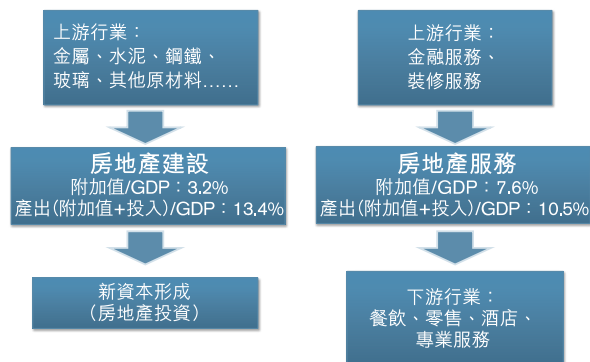 上游行業：
金屬、水泥、鋼鐵、
玻璃、其他原材料……
房地產建設
附加值/GDP：3.2%
產出(附加值+投入)/GDP：13.4%
新資本形成
（房地產投資）
上游行業：
金融服務、
裝修服務
房地產服務
附加值/GDP：7.6%
產出(附加值+投入)/GDP：10.5%
下游行業：
餐飲、零售、酒店、
專業服務